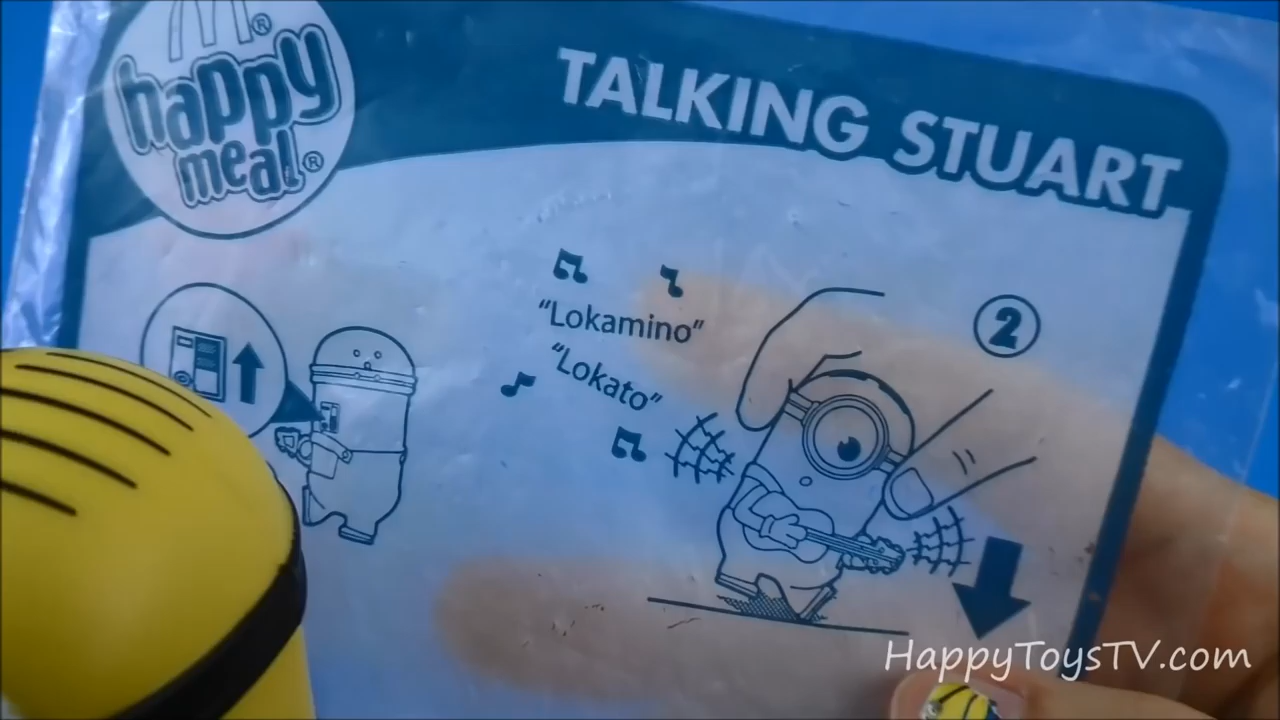 happy®
meal®
TALKING STUART
2
"Lokamino"
"Lokato"
HappyToysTV.com